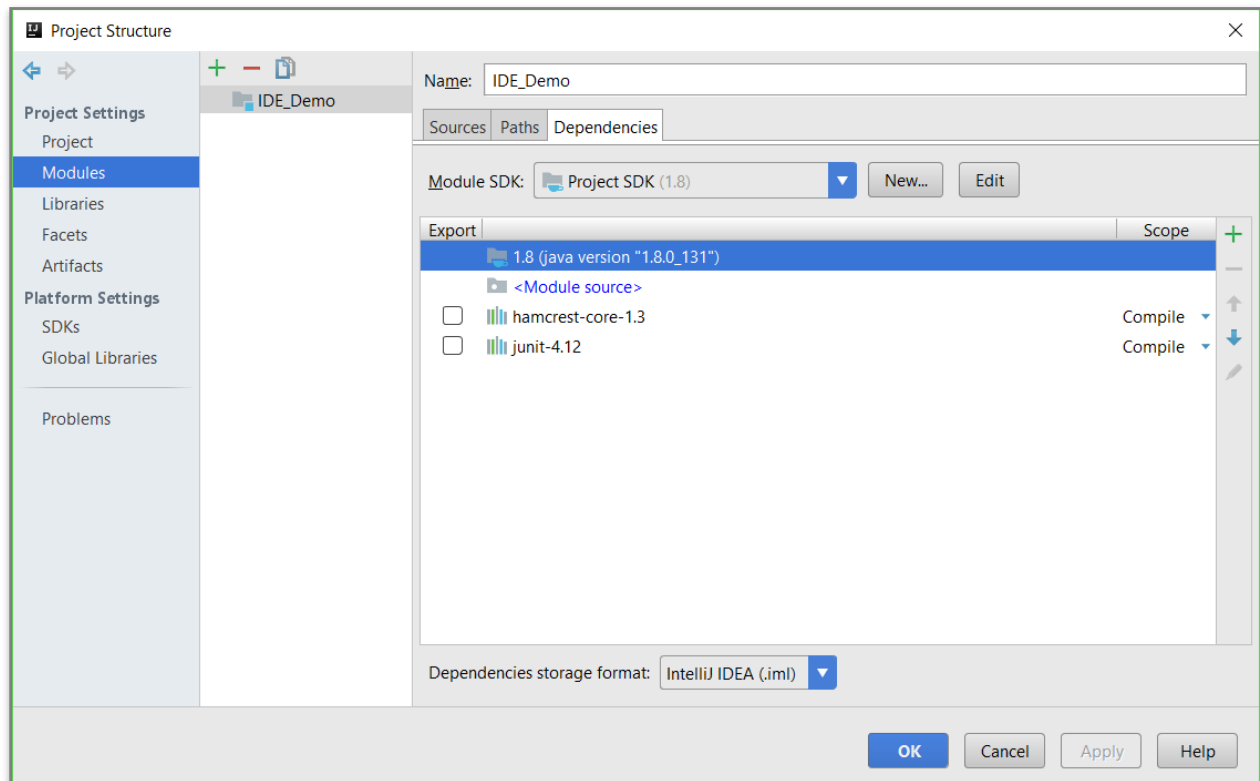 Project Structure
Project Settings
Project
Modules
Libraries
Facets
Artifacts
Platform Settings
SDKs
Global Libraries
Problems
IDE_Demo
Name: IDE_Demo
Sources Paths Dependencies
Module SDK: Project SDK (1.8) New... Edit
Export Scope
1.8 (java version "1.8.0_131")
<Module source>
hamcrest-core-1.3 Compile
junit-4.12 Compile
Dependencies storage format: IntelliJ IDEA (.iml)
OK Cancel Apply Help